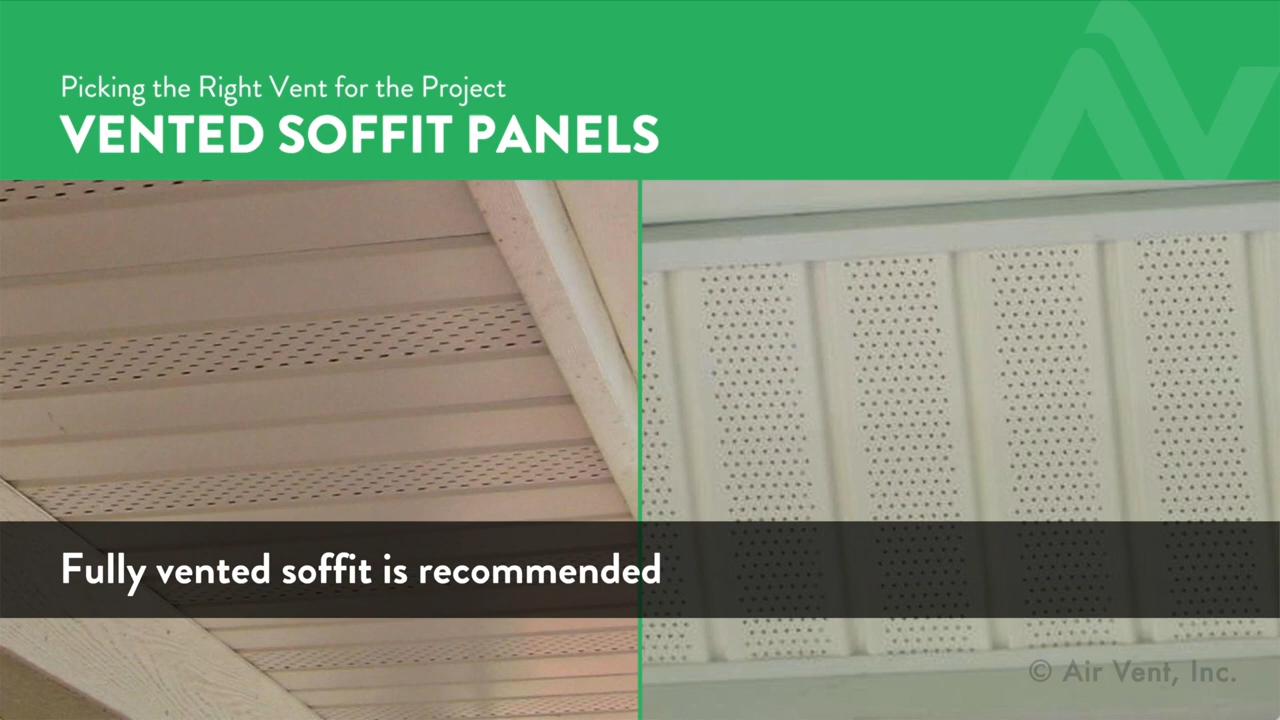 Picking the Right Vent for the Project
VENTED SOFFIT PANELS
Fully vented soffit is recommended
© Air Vent, Inc.